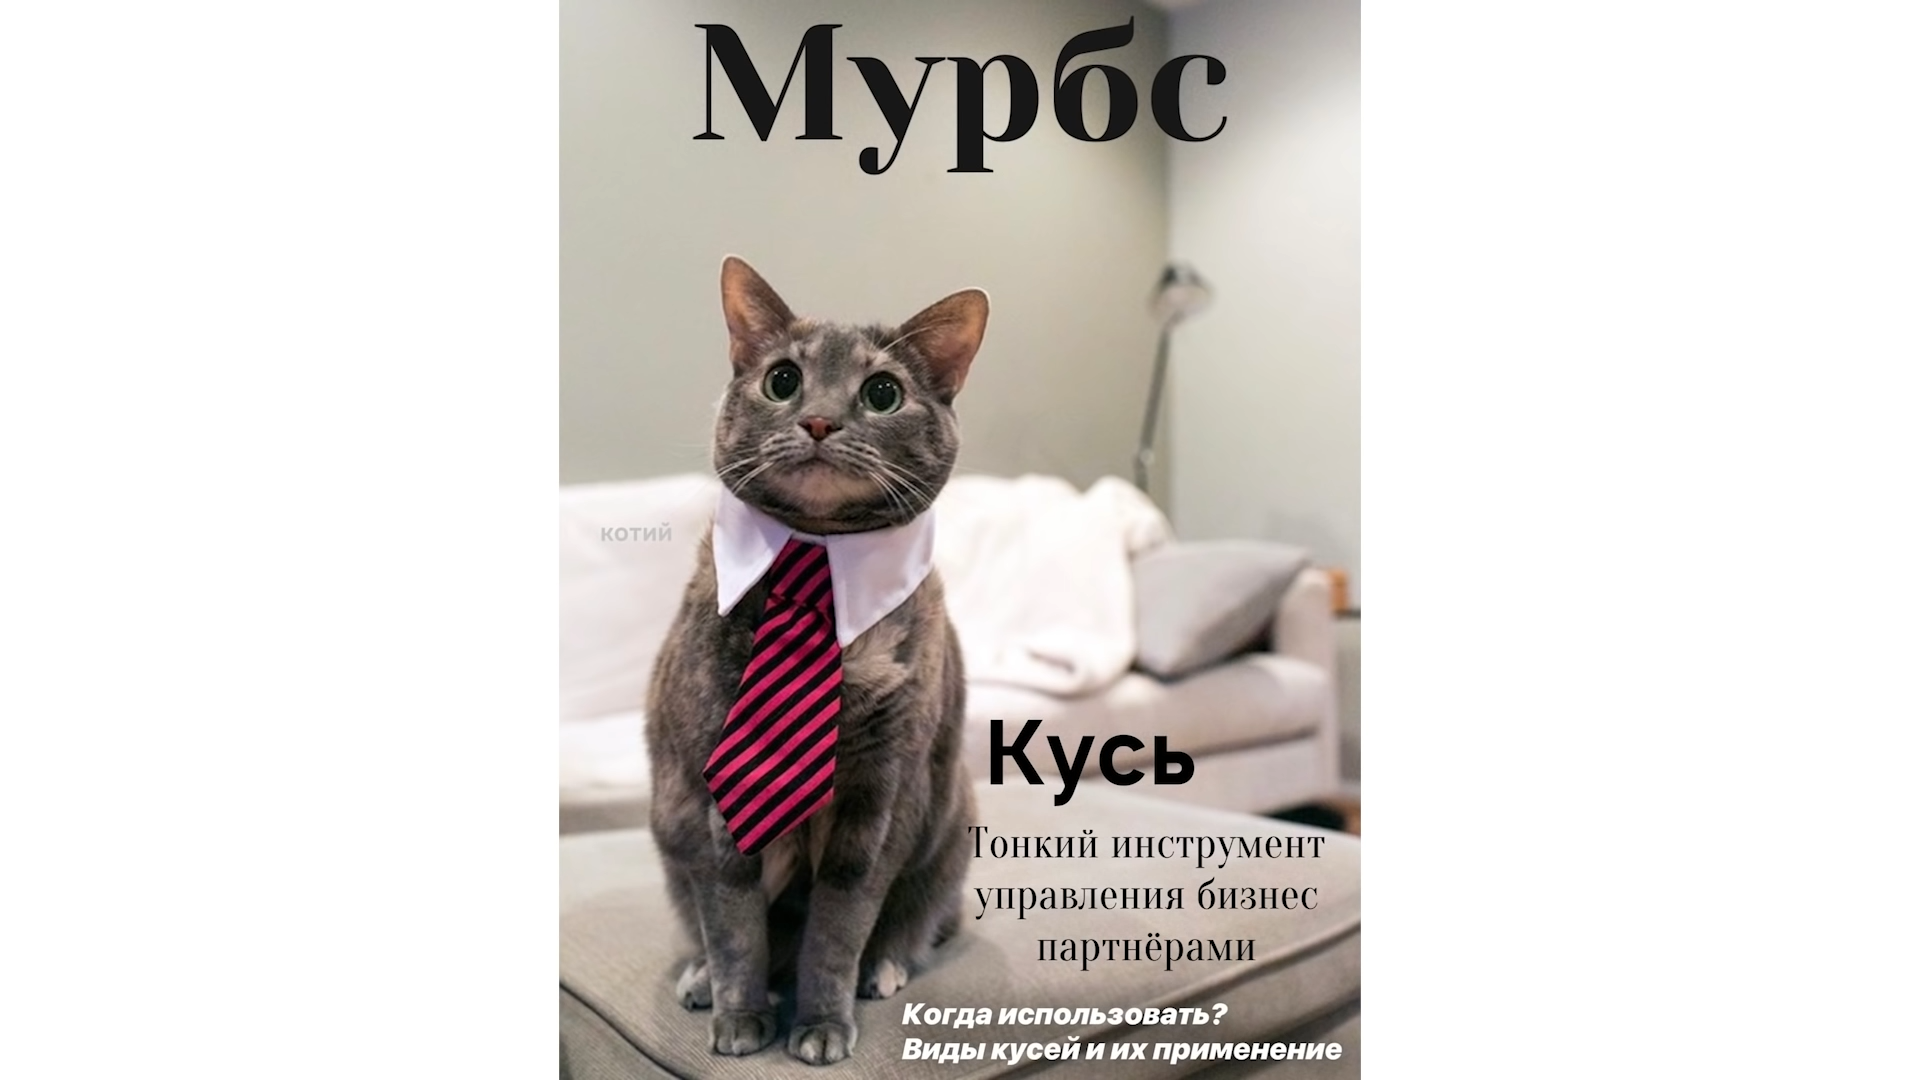 Мурбс
котий
Кусь
Тонкий инструмент
управления бизнес
партнёрами
Когда использовать?
Виды кусей и их применение